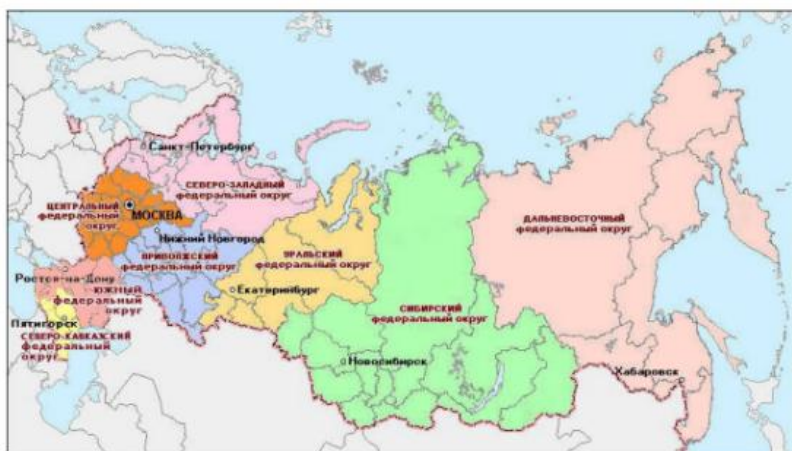 Санкт-Петербург
СЕВЕРО-ЗАПАДНЫЙ
федеральный округ
ЦЕНТРАЛЬНЫЙ
федеральный
округ
МОСКВА
Нижний Новгород
ПРИВОЛЖСКИЙ
федеральный округ
УРАЛЬСКИЙ
федеральный округ
ДАЛЬНЕВОСТОЧНЫЙ
федеральный округ
Ростов-на-Дону
ЮЖНЫЙ
федеральный
округ
Екатеринбург
СИБИРСКИЙ
федеральный округ
Пятигорск
СЕВЕРО-КАВКАЗСКИЙ
федеральный
округ
Новосибирск
Хабаровск